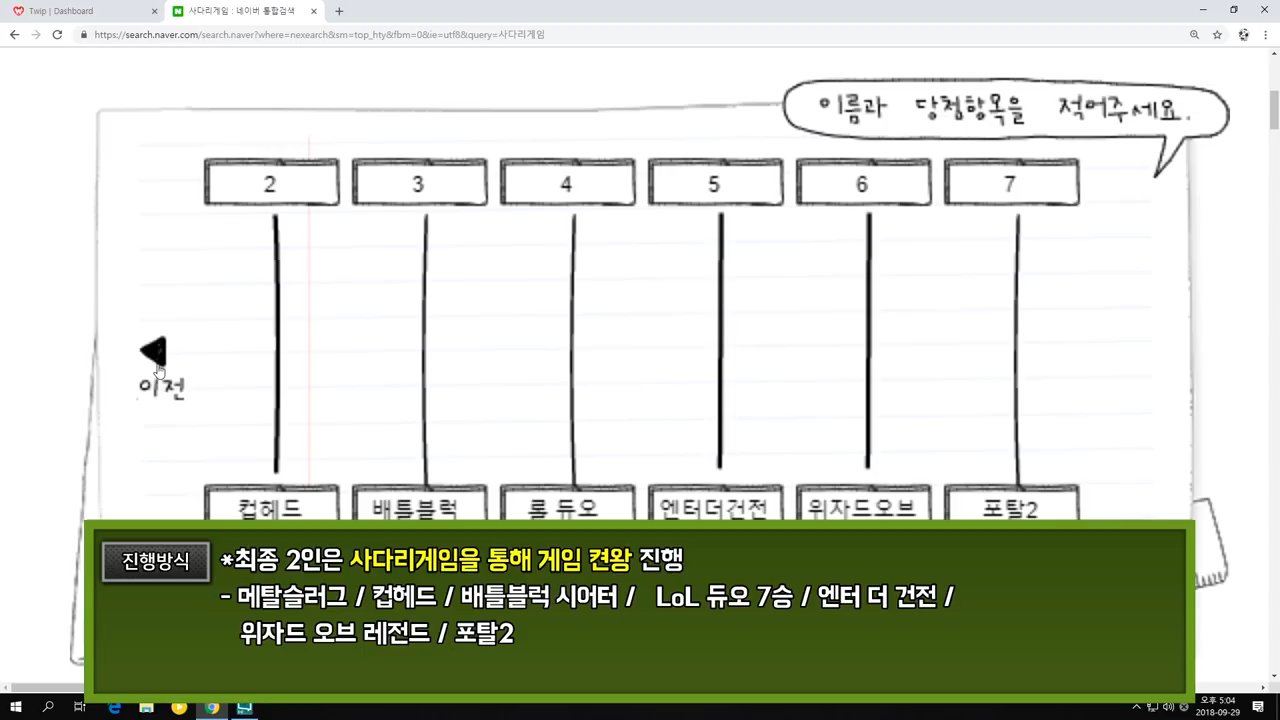 Twip | Dashboard
사다리게임 : 네이버 통합검색
https://search.naver.com/search.naver?where=nexearch&sm=top_hty&fbm=0&ie=utf8&query=사다리게임
이름과 당첨항목을 적어주세요.
2 3 4 5 6 7
이전
컵헤드 배틀블럭 롤 듀오 엔터더건전 위자드오브 포탈2
진행방식
*최종 2인은 사다리게임을 통해 게임 켠왕 진행
- 메탈슬러그 / 컵헤드 / 배틀블럭 시어터 / LoL 듀오 7승 / 엔터 더 건전 /
위자드 오브 레전드 / 포탈2
오후 5:04
2018-09-29